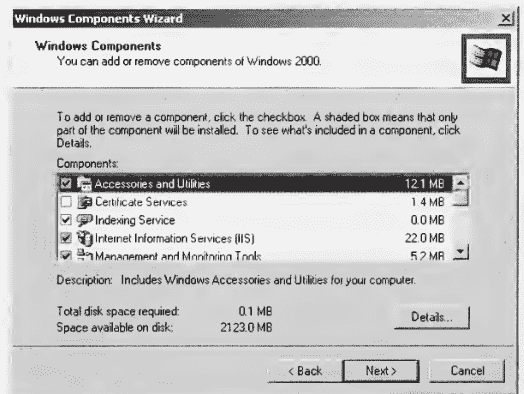 Windows Components Wizard
Windows Components
You can add or remove components of Windows 2000.
To add or remove a component, click the checkbox. A shaded box means that only
part of the component will be installed. To see what's included in a component, click
Details.
Components:
Accessories and Utilities 12.1 MB
Certificate Services 1.4 MB
Indexing Service 0.0 MB
Internet Information Services (IIS) 22.0 MB
Management and Monitoring Tools 5.2 MB
Description: Includes Windows Accessories and Utilities for your computer.
Total disk space required: 0.1 MB
Space available on disk: 2123.0 MB
Details...
< Back Next > Cancel